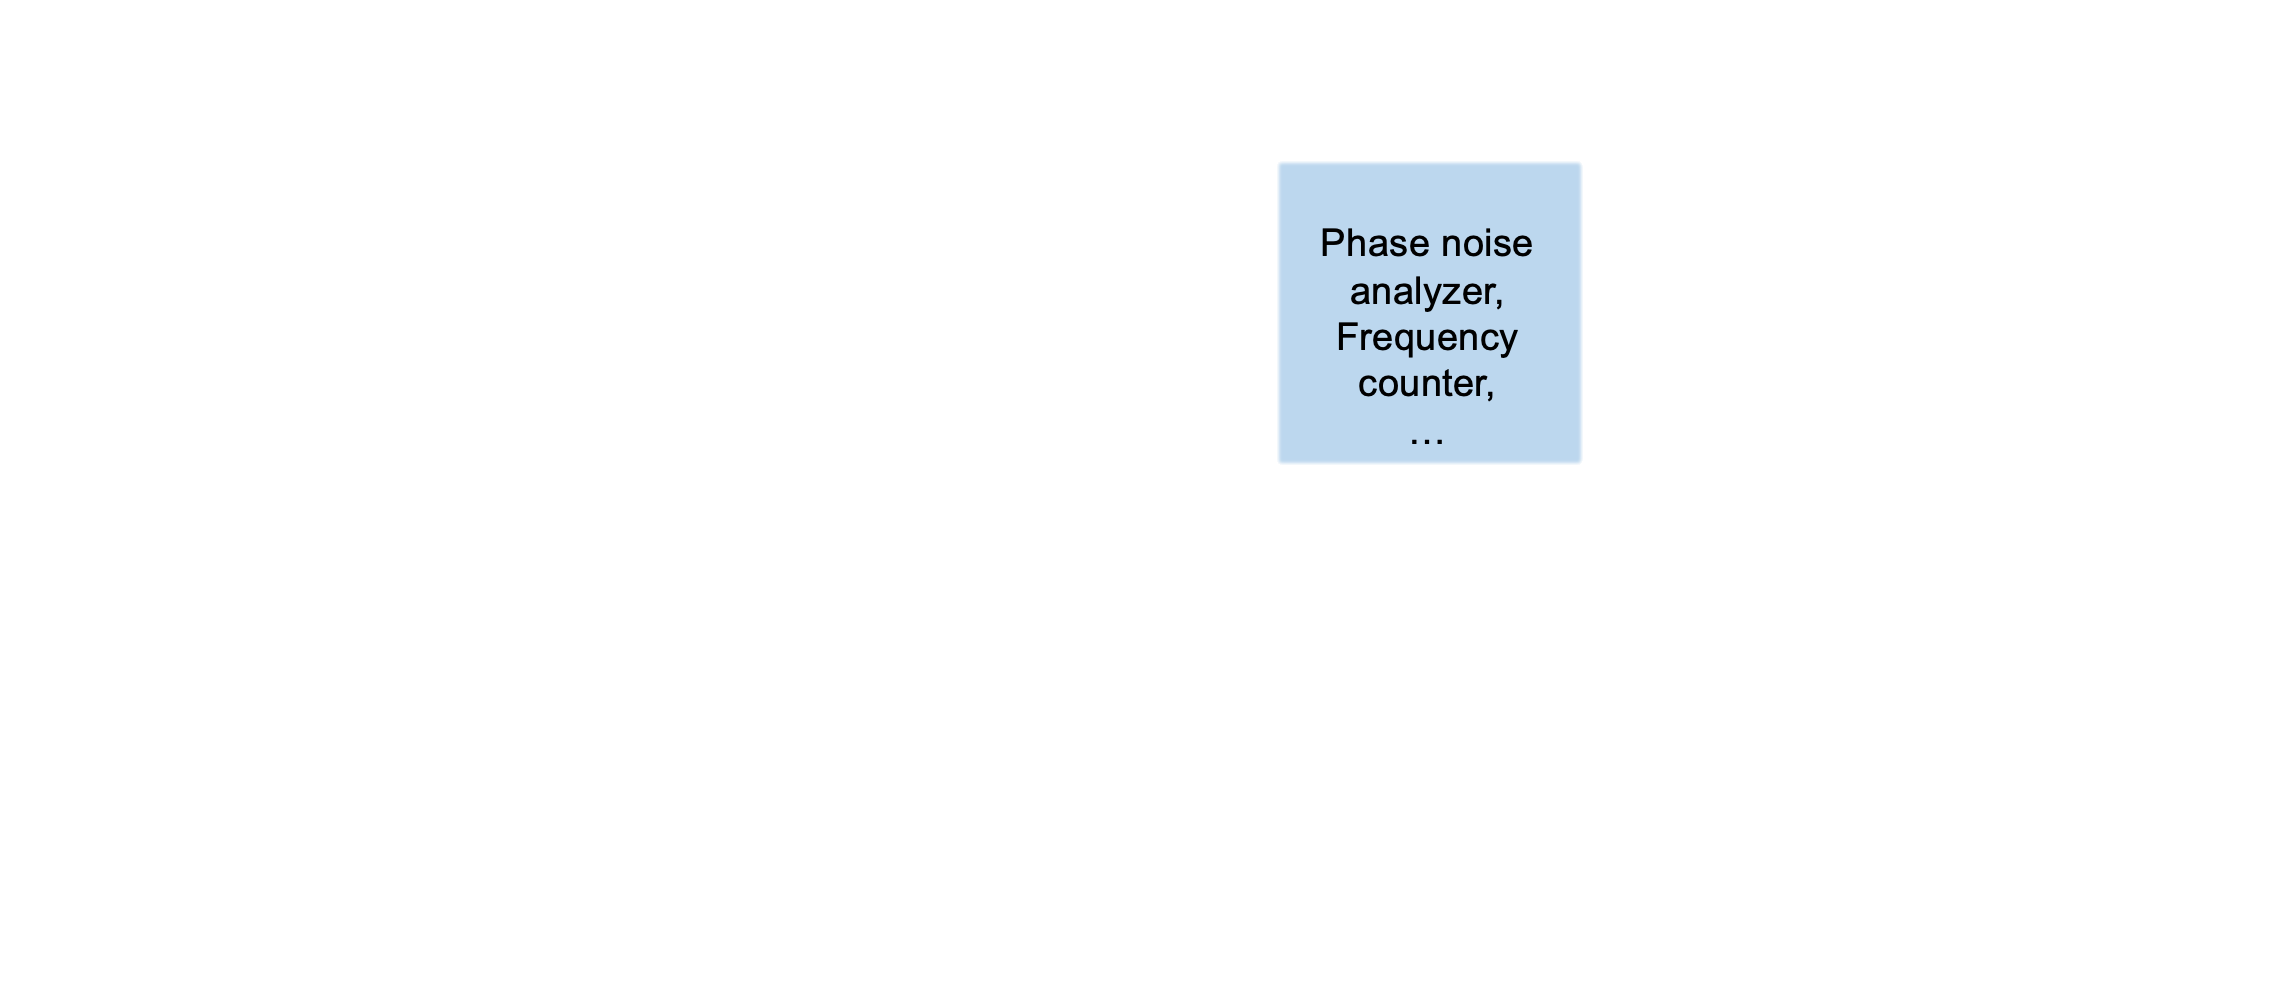 Phase noise
analyzer,
Frequency
counter,
…